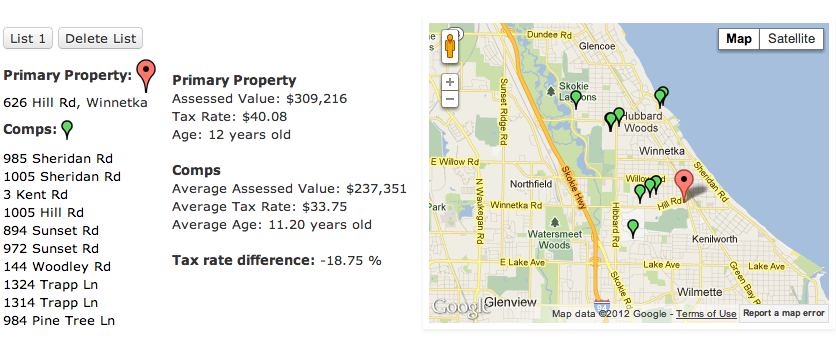 List 1 Delete List
Primary Property:
626 Hill Rd, Winnetka
Comps:
985 Sheridan Rd
1005 Sheridan Rd
3 Kent Rd
1005 Hill Rd
894 Sunset Rd
972 Sunset Rd
144 Woodley Rd
1324 Trapp Ln
1314 Trapp Ln
984 Pine Tree Ln
Primary Property
Assessed Value: $309,216
Tax Rate: $40.08
Age: 12 years old
Comps
Average Assessed Value: $237,351
Average Tax Rate: $33.75
Average Age: 11.20 years old
Tax rate difference: -18.75 %
Map Satellite
Dundee Rd
Glencoe
Skokie
Lagoons
Sunset Ridge Rd
Hubbard
Woods
Winnetka
E Willow Rd
Willow Rd
Sheridan Rd
Northfield
Skokie Hwy
N Waukegan Rd
Winnetka Rd
Hill Rd
Hibbard Rd
Park
Watersmeet
Woods
Kenilworth
E Lake Ave
Lake Ave
Lake Ave
Green Bay Rd
Skokie Rd
Wilmette
Glenview
94
Google
Map data ©2012 Google - Terms of Use Report a map error